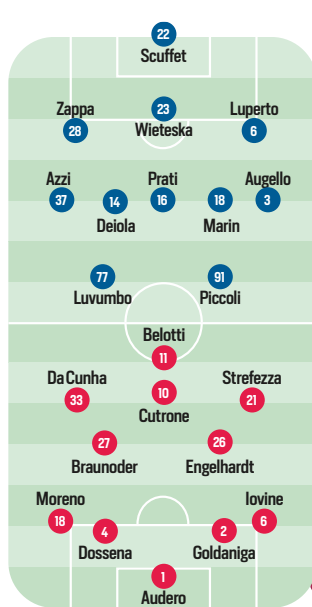 22
Scuffet
Zappa
28
23
Wieteska
Luperto
6
Azzi
37
14
Deiola
Prati
16
18
Marin
Augello
3
77
Luvumbo
91
Piccoli
Belotti
11
Da Cunha
33
10
Cutrone
Strefezza
21
27
Braunoder
26
Engelhardt
Moreno
18
4
Dossena
2
Goldaniga
Iovine
6
1
Audero